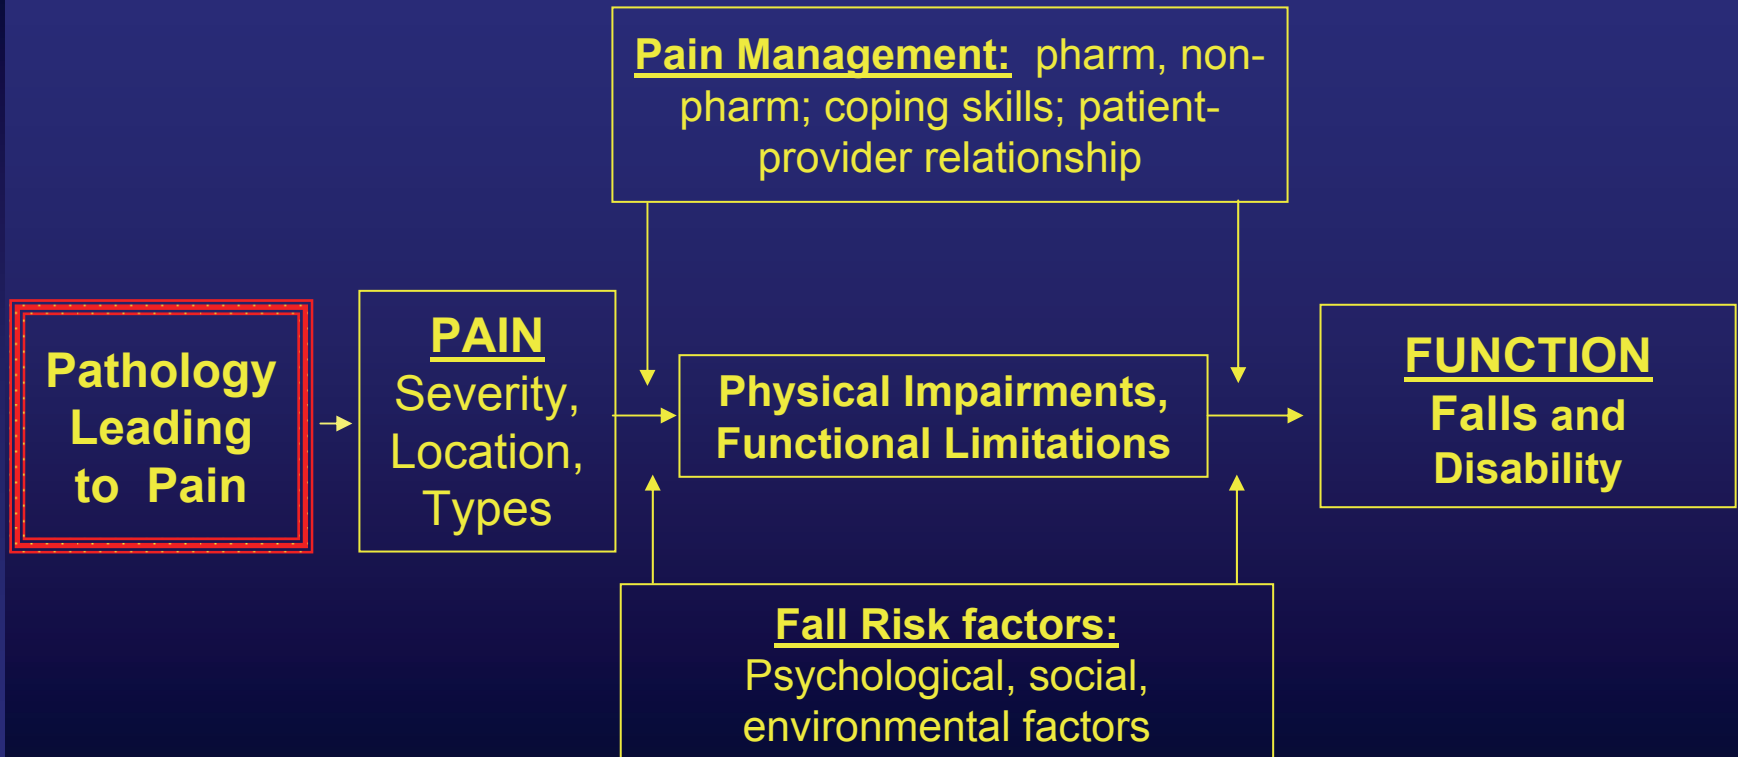 Pain Management: pharm, non-
pharm; coping skills; patient-
provider relationship
Pathology
Leading
to Pain
PAIN
Severity,
Location,
Types
Physical Impairments,
Functional Limitations
FUNCTION
Falls and
Disability
Fall Risk factors:
Psychological, social,
environmental factors